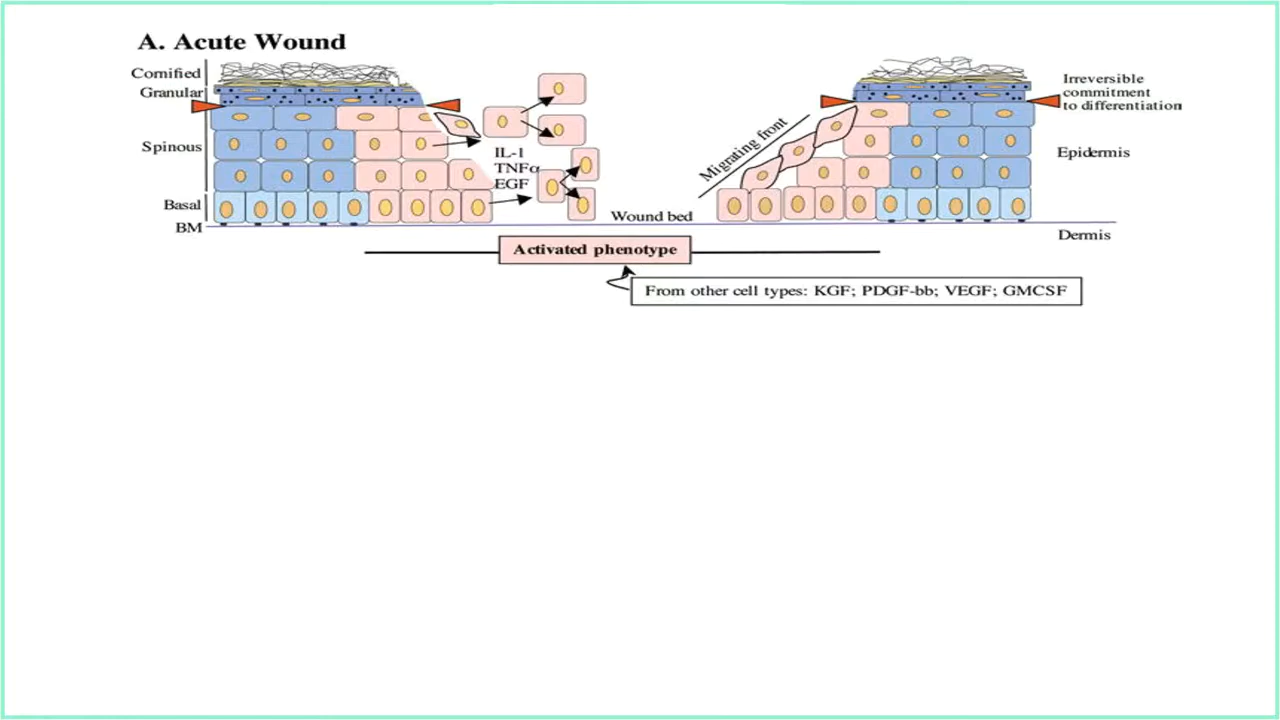 A. Acute Wound
Cornified
Granular
Spinous
Basal
BM
IL-1
TNFα
EGF
Migrating front
Wound bed
Irreversible
commitment
to differentiation
Epidermis
Dermis
Activated phenotype
From other cell types: KGF; PDGF-bb; VEGF; GMCSF